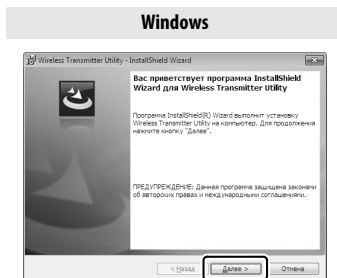 Windows
Wireless Transmitter Utility - InstallShield Wizard
Вас приветствует программа InstallShield
Wizard для Wireless Transmitter Utility
Программа InstallShield(R) Wizard выполнит установку
Wireless Transmitter Utility на компьютер. Для продолжения
нажмите кнопку "Далее".
ПРЕДУПРЕЖДЕНИЕ: Данная программа защищена законами
об авторских правах и международными соглашениями.
< Назад
Далее >
Отмена